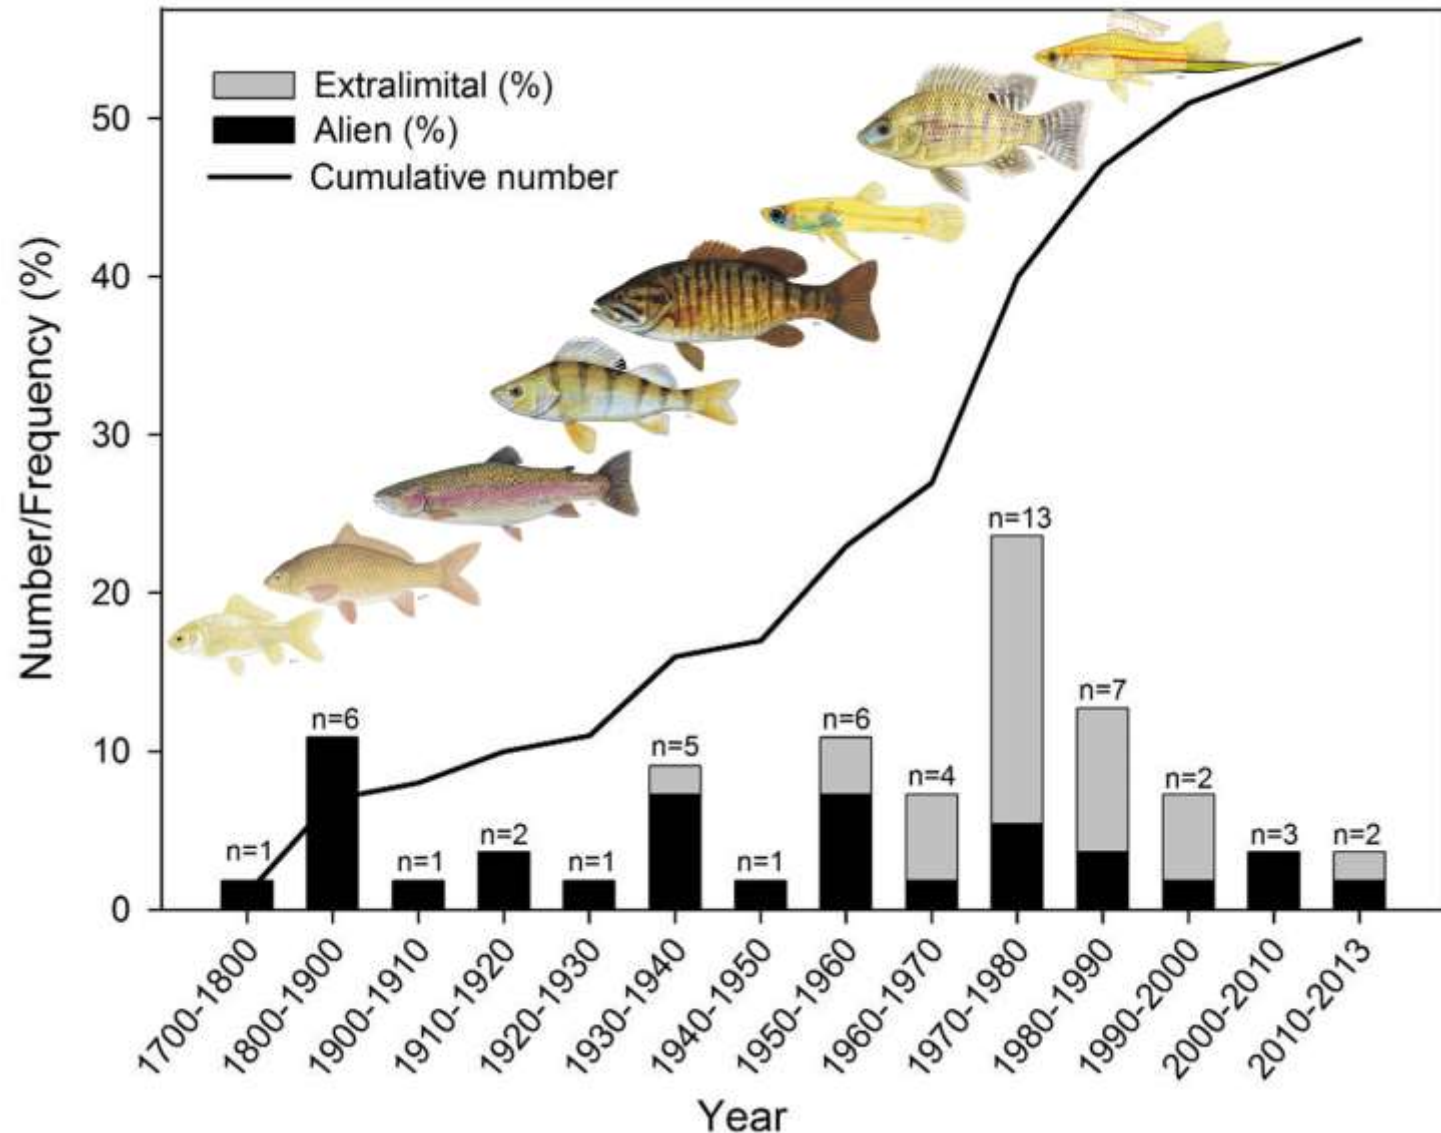 Extralimital (%)
Alien (%)
Cumulative number
Number/Frequency (%)
50
40
30
20
10
0
n=1
n=6
n=1
n=2
n=1
n=5
n=1
n=6
n=4
n=13
n=7
n=2
n=3
n=2
1700-1800
1800-1900
1900-1910
1910-1920
1920-1930
1930-1940
1940-1950
1950-1960
1960-1970
1970-1980
1980-1990
1990-2000
2000-2010
2010-2013
Year